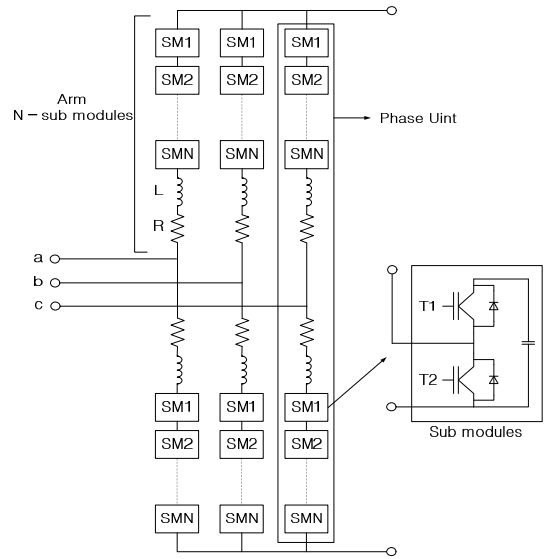 SM1 SM1 SM1
SM2 SM2 SM2
Arm
N-sub modules
Phase Uint
SMN SMN SMN
L
R
a
b
c
T1
T2
SM1 SM1 SM1
Sub modules
SM2 SM2 SM2
SMN SMN SMN